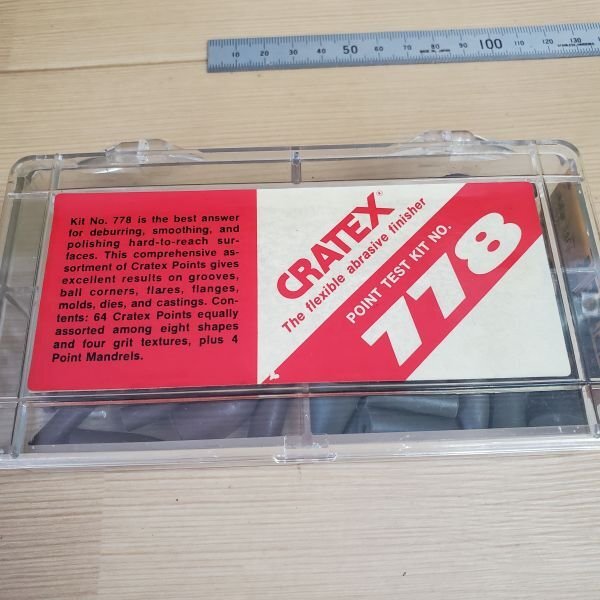 10 20 30 40 50 60 70 80 90 100 110 120 130
Kit No. 778 is the best answer
for deburring, smoothing, and
polishing hard-to-reach sur-
faces. This comprehensive as-
sortment of Cratex Points gives
excellent results on grooves,
ball corners, flares, flanges,
molds, dies, and castings. Con-
tents: 64 Cratex Points equally
assorted among eight shapes
and four grit textures, plus 4
Point Mandrels.
CRATEX®
The flexible abrasive finisher
POINT TEST KIT NO.
778